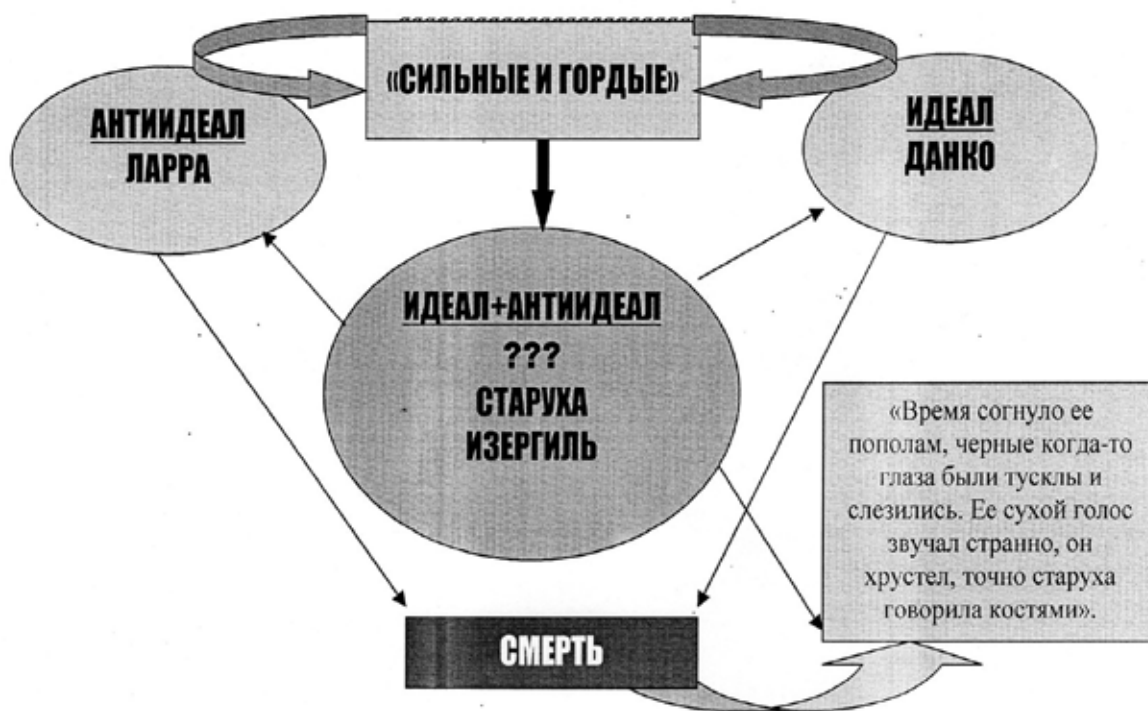 «СИЛЬНЫЕ И ГОРДЫЕ»
АНТИИДЕАЛ
ЛАРРА
ИДЕАЛ
ДАНКО
ИДЕАЛ+АНТИИДЕАЛ
???
СТАРУХА
ИЗЕРГИЛЬ
«Время согнуло ее
пополам, черные когда-то
глаза были тусклы и
слезились. Ее сухой голос
звучал странно, он
хрустел, точно старуха
говорила костями».
СМЕРТЬ